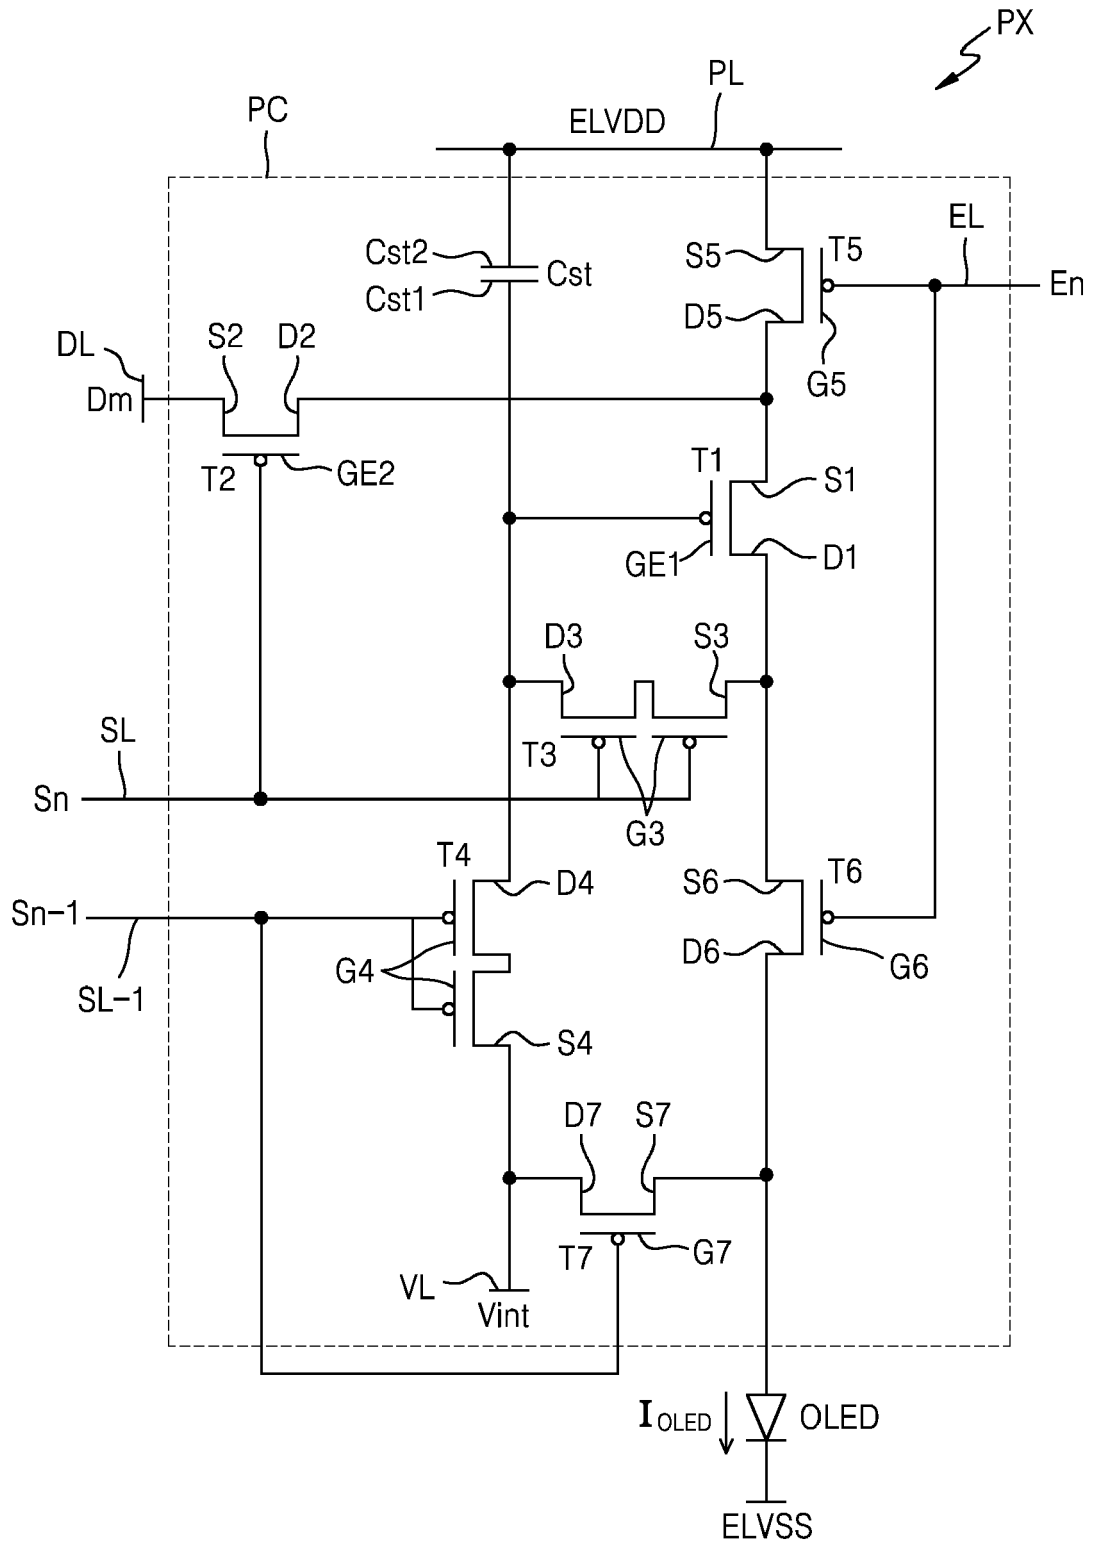 PX
PL
PC
ELVDD
EL
Cst2
Cst
Cst1
S5
T5
D5
En
G5
DL
Dm
S2
D2
T2
GE2
T1
S1
GE1
D1
D3
S3
SL
T3
Sn
G3
T4
D4
S6
T6
Sn-1
G4
D6
G6
SL-1
S4
D7
S7
T7
G7
VL
Vint
IOLED
OLED
ELVSS